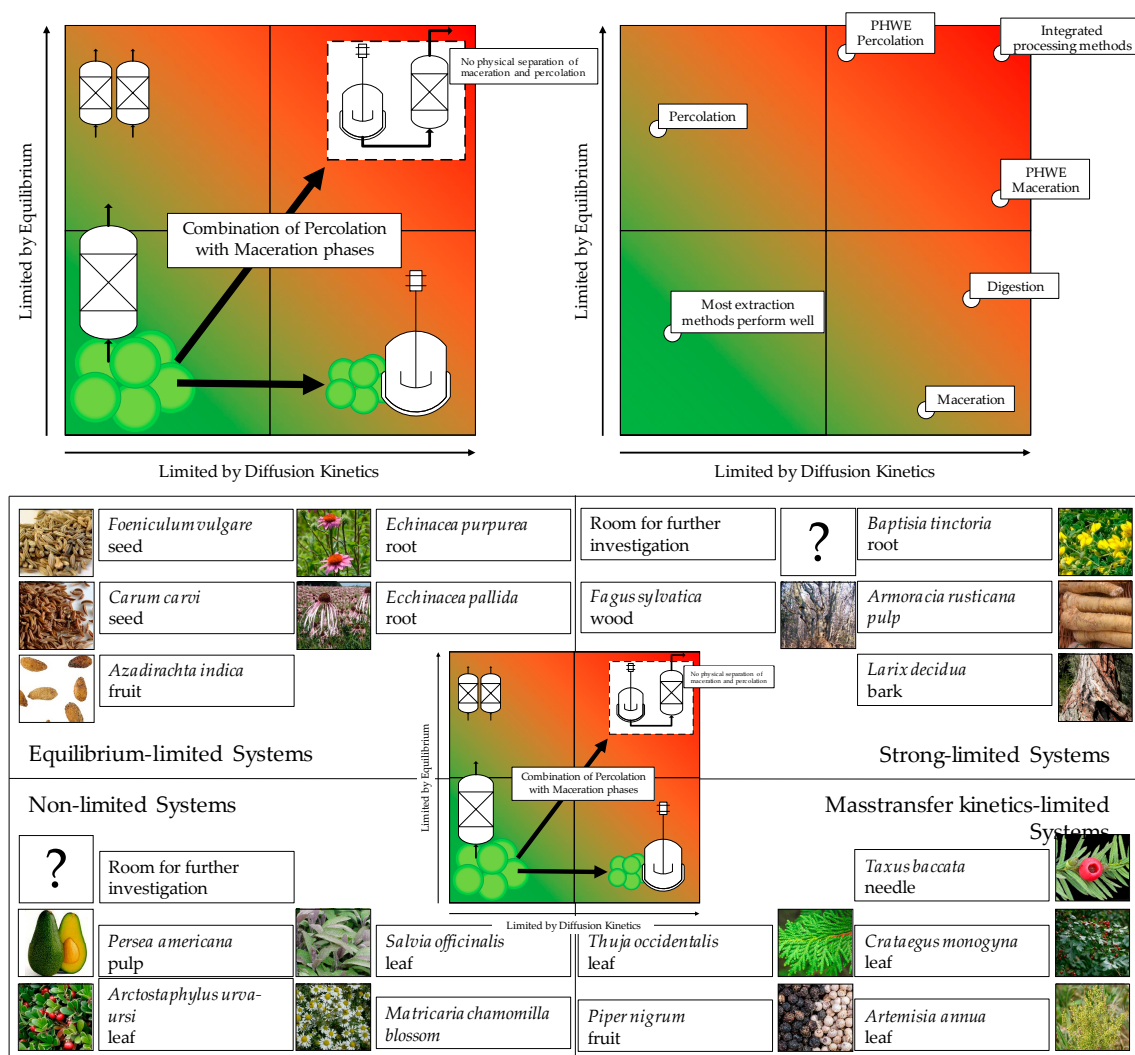 No physical separation of
maceration and percolation
Combination of Percolation
with Maceration phases
Limited by Equilibrium
Limited by Diffusion Kinetics
PHWE
Percolation
Integrated
processing methods
Percolation
PHWE
Maceration
Digestion
Most extraction
methods perform well
Maceration
Limited by Equilibrium
Limited by Diffusion Kinetics
Foeniculum vulgare
seed
Echinacea purpurea
root
Carum carvi
seed
Ecchinacea pallida
root
Azadirachta indica
fruit
Equilibrium-limited Systems
Room for further
investigation
?
Baptisia tinctoria
root
Fagus sylvatica
wood
Armoracia rusticana
pulp
Larix decidua
bark
Strong-limited Systems
No physical separation of
maceration and percolation
Combination of Percolation
with Maceration phases
Limited by Equilibrium
Limited by Diffusion Kinetics
Non-limited Systems
?
Room for further
investigation
Persea americana
pulp
Salvia officinalis
leaf
Arctostaphylus urva-
ursi
leaf
Matricaria chamomilla
blossom
Masstransfer kinetics-limited
Systems
Taxus baccata
needle
Thuja occidentalis
leaf
Crataegus monogyna
leaf
Piper nigrum
fruit
Artemisia annua
leaf